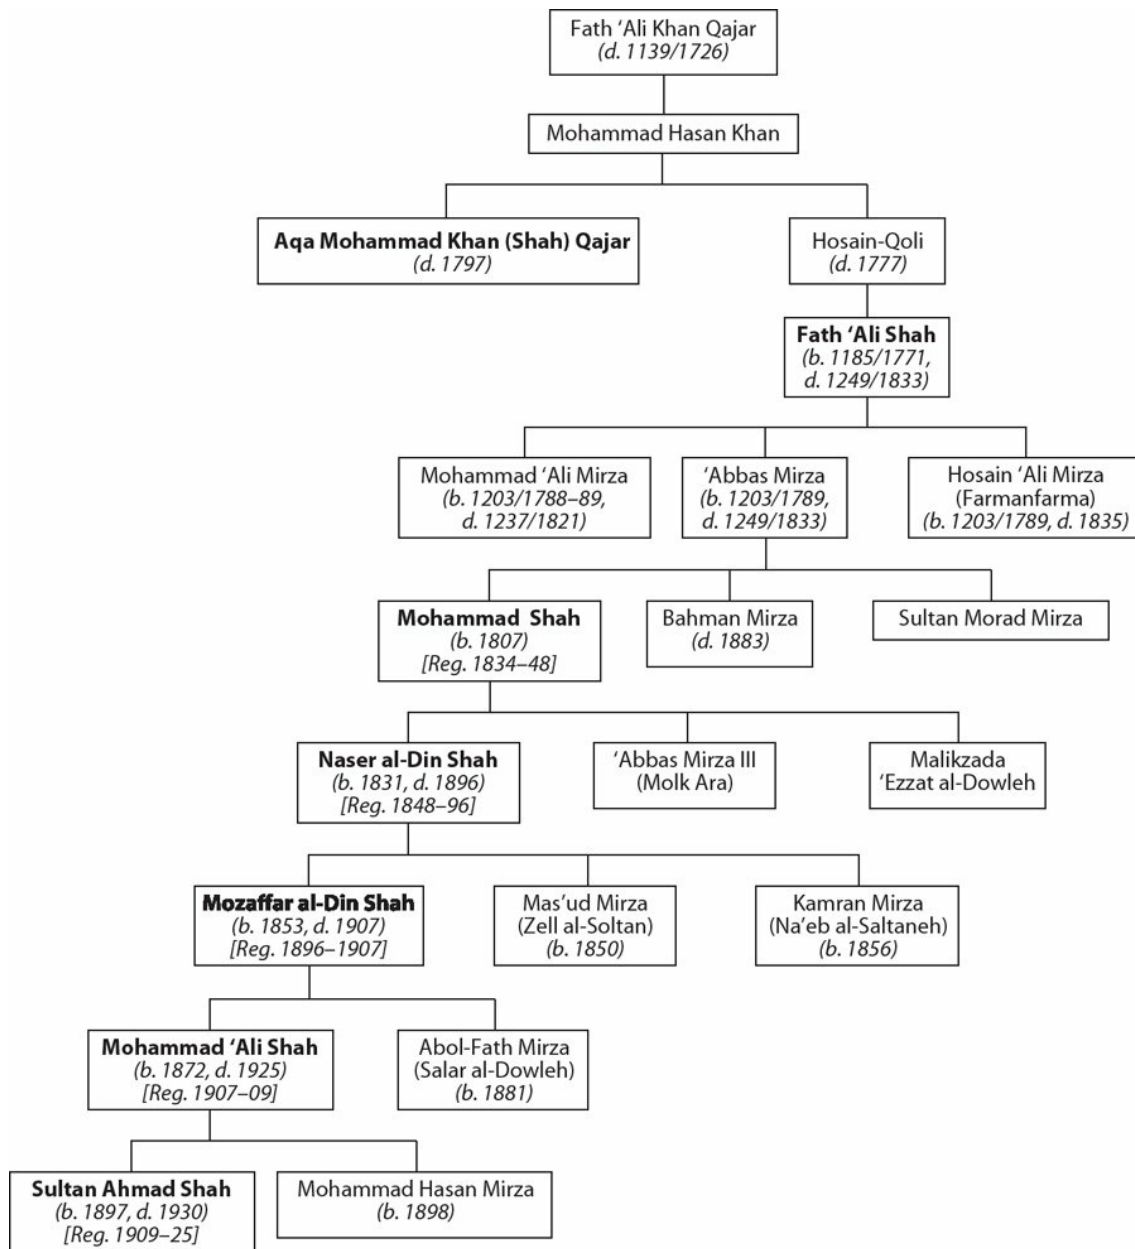 Fath ‘Ali Khan Qajar
(d. 1139/1726)
Mohammad Hasan Khan
Aqa Mohammad Khan (Shah) Qajar
(d. 1797)
Hosain-Qoli
(d. 1777)
Fath ‘Ali Shah
(b. 1185/1771,
d. 1249/1833)
Mohammad ‘Ali Mirza
(b. 1203/1788–89,
d. 1237/1821)
‘Abbas Mirza
(b. 1203/1789,
d. 1249/1833)
Hosain ‘Ali Mirza
(Farmanfarma)
(b. 1203/1789, d. 1835)
Mohammad Shah
(b. 1807)
[Reg. 1834–48]
Bahman Mirza
(d. 1883)
Sultan Morad Mirza
Naser al-Din Shah
(b. 1831, d. 1896)
[Reg. 1848–96]
‘Abbas Mirza III
(Molk Ara)
Malikzada
‘Ezzat al-Dowleh
Mozaffar al-Din Shah
(b. 1853, d. 1907)
[Reg. 1896–1907]
Mas’ud Mirza
(Zell al-Soltan)
(b. 1850)
Kamran Mirza
(Na’eb al-Saltaneh)
(b. 1856)
Mohammad ‘Ali Shah
(b. 1872, d. 1925)
[Reg. 1907–09]
Abol-Fath Mirza
(Salar al-Dowleh)
(b. 1881)
Sultan Ahmad Shah
(b. 1897, d. 1930)
[Reg. 1909–25]
Mohammad Hasan Mirza
(b. 1898)